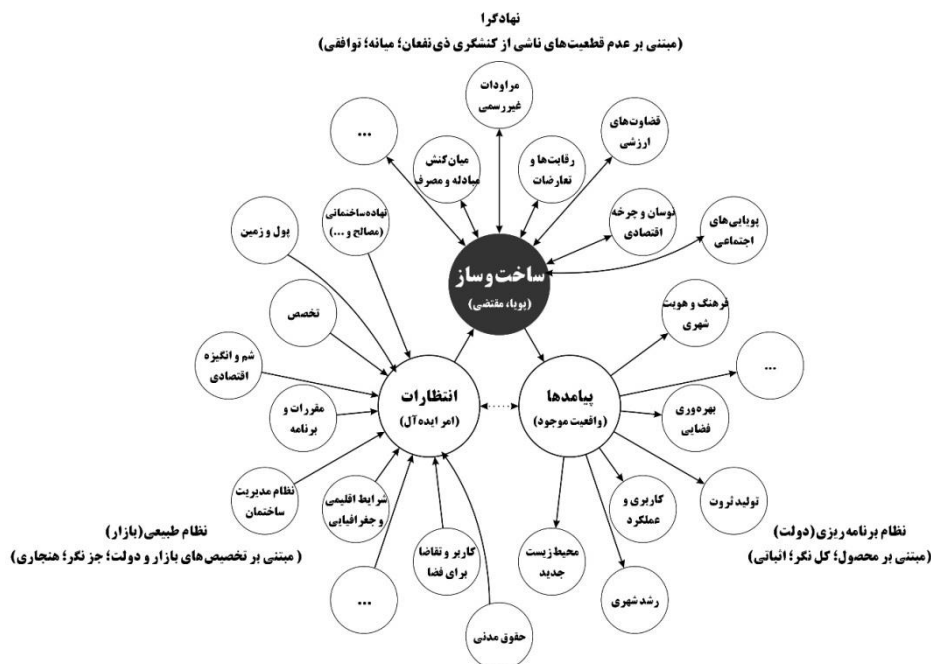 نهادگرا
(مبتنی بر عدم قطعیت‌های ناشی از کنشگری ذی‌نفعان؛ میانه؛ توافقی)
مراودات
غیررسمی
...
قضاوت‌های
ارزشی
میان‌کنش
مبادله و مصرف
رقابت‌ها و
تعارضات
پول و زمین
نهاده‌ساختمانی
(مصالح و ...)
نوسان و چرخه
اقتصادی
پویایی‌های
اجتماعی
ساخت‌وساز
(پویا، مقتضی)
تخصص
فرهنگ و هویت
شهری
شم و انگیزه
اقتصادی
...
انتظارات
(امر ایده‌آل)
پیامدها
(واقعیت موجود)
مقررات و
برنامه
بهره‌وری
فضایی
نظام مدیریت
ساختمان
شرایط اقلیمی
و جغرافیایی
کاربری و
عملکرد
تولید ثروت
نظام طبیعی(بازار)
(مبتنی بر تخصیص‌های بازار و دولت؛ جز نگر؛ هنجاری)
نظام برنامه ریزی(دولت)
(مبتنی بر محصول؛ کل نگر؛ اثباتی)
کاربر و تقاضا
برای فضا
محیط زیست
جدید
...
رشد شهری
حقوق مدنی